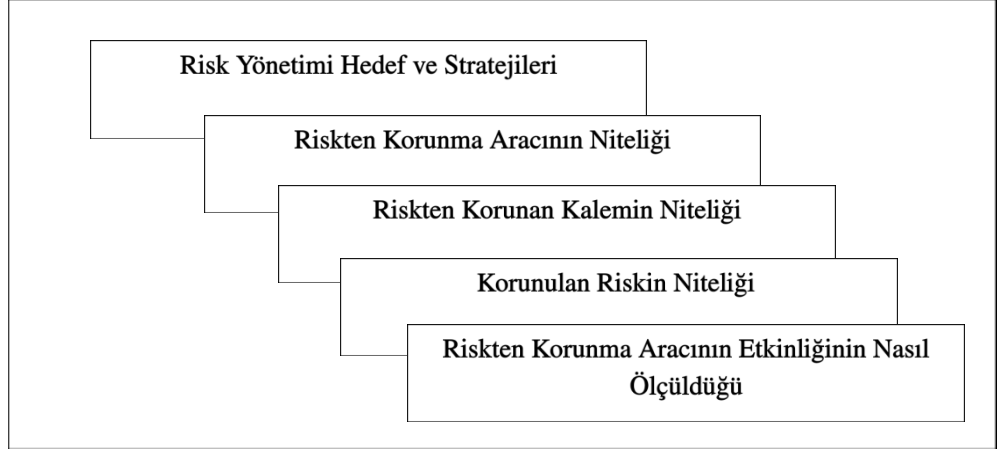 Risk Yönetimi Hedef ve Stratejileri
Riskten Korunma Aracının Niteliği
Riskten Korunan Kalemin Niteliği
Korunulan Riskin Niteliği
Riskten Korunma Aracının Etkinliğinin Nasıl
Ölçüldüğü